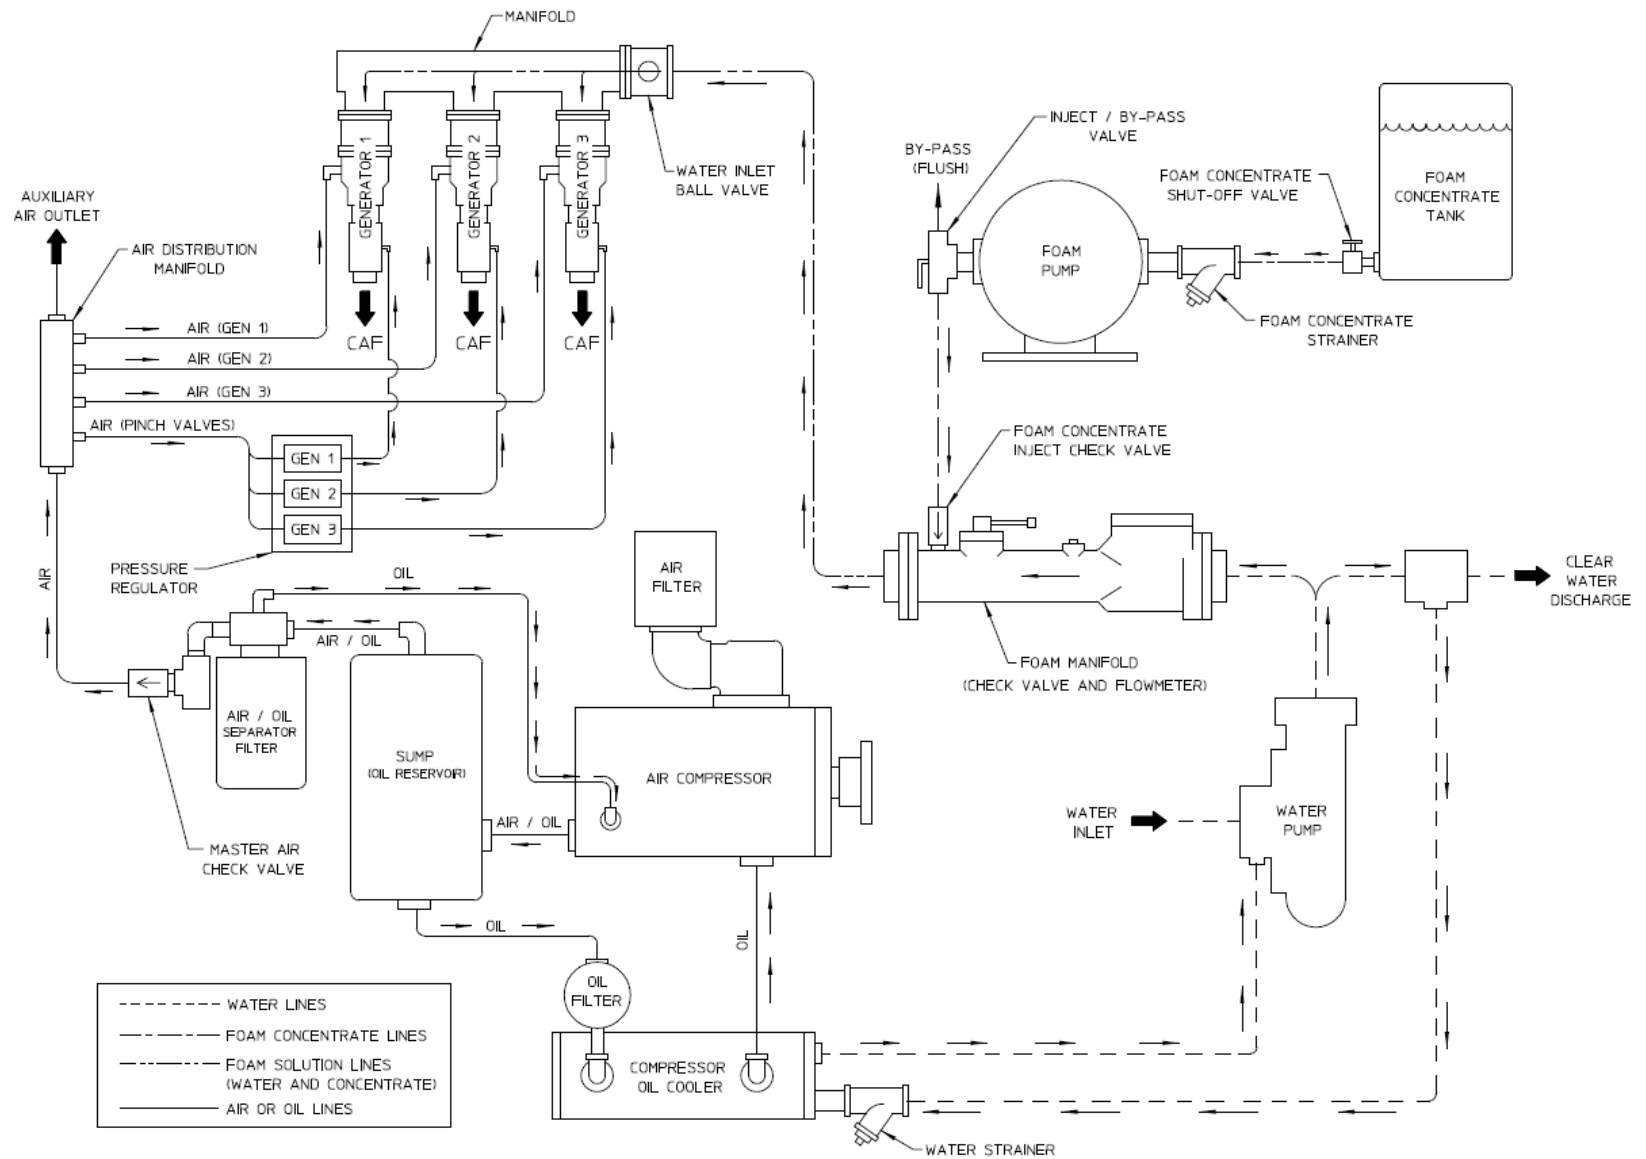 MANIFOLD
GENERATOR 1
GENERATOR 2
GENERATOR 3
WATER INLET
BALL VALVE
INJECT / BY-PASS
VALVE
BY-PASS
(FLUSH)
FOAM CONCENTRATE
SHUT-OFF VALVE
FOAM
CONCENTRATE
TANK
FOAM
PUMP
FOAM CONCENTRATE
STRAINER
AUXILIARY
AIR OUTLET
AIR DISTRIBUTION
MANIFOLD
AIR (GEN 1)
AIR (GEN 2)
AIR (GEN 3)
AIR (PINCH VALVES)
CAF
CAF
CAF
GEN 1
GEN 2
GEN 3
PRESSURE
REGULATOR
AIR
FOAM CONCENTRATE
INJECT CHECK VALVE
CLEAR
WATER
DISCHARGE
FOAM MANIFOLD
(CHECK VALVE AND FLOWMETER)
OIL
AIR / OIL
AIR
FILTER
AIR / OIL
SEPARATOR
FILTER
SUMP
(OIL RESERVOIR)
AIR COMPRESSOR
AIR / OIL
MASTER AIR
CHECK VALVE
WATER
INLET
WATER
PUMP
OIL
OIL
OIL
FILTER
COMPRESSOR
OIL COOLER
WATER STRAINER
WATER LINES
FOAM CONCENTRATE LINES
FOAM SOLUTION LINES
(WATER AND CONCENTRATE)
AIR OR OIL LINES